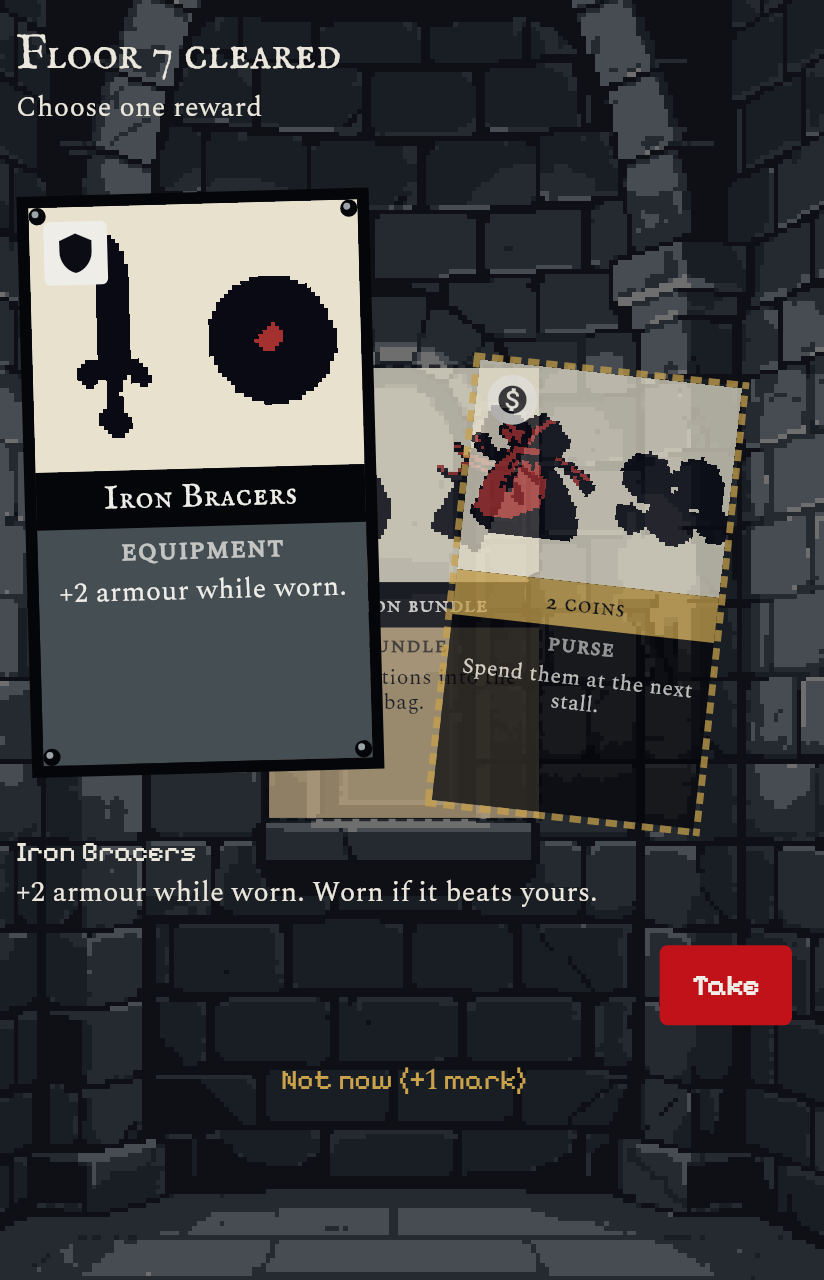 Floor 7 cleared
Choose one reward
Iron Bracers
EQUIPMENT
+2 armour while worn.
BUNDLE
bag.
$
2 coins
PURSE
Spend them at the next
stall.
Iron Bracers
+2 armour while worn. Worn if it beats yours.
Take
Not now (+1 mark)